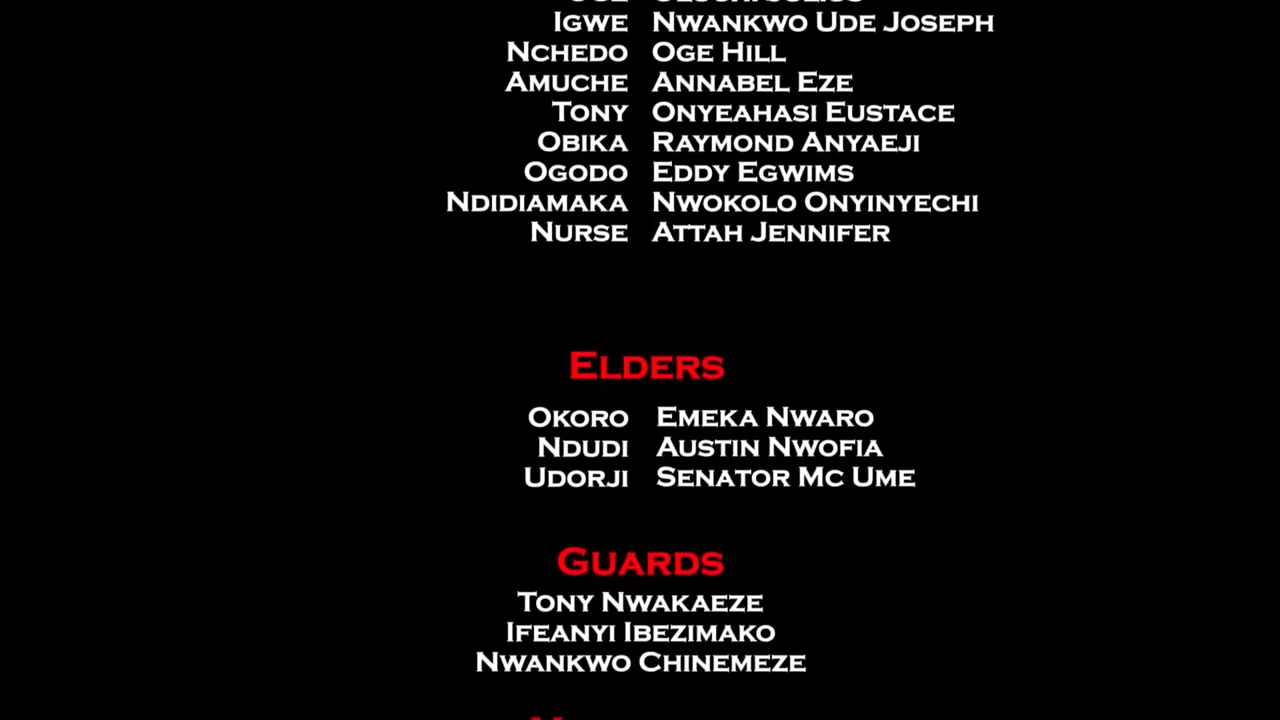 Igwe Nwankwo Ude Joseph
Nchedo Oge Hill
Amuche Annabel Eze
Tony Onyeahasi Eustace
Obika Raymond Anyaeji
Ogodo Eddy Egwims
Ndidiamaka Nwokolo Onyinyechi
Nurse Attah Jennifer
Elders
Okoro Emeka Nwaro
Ndudi Austin Nwofia
Udorji Senator Mc Ume
Guards
Tony Nwakaeze
Ifeanyi Ibezimako
Nwankwo Chinemeze